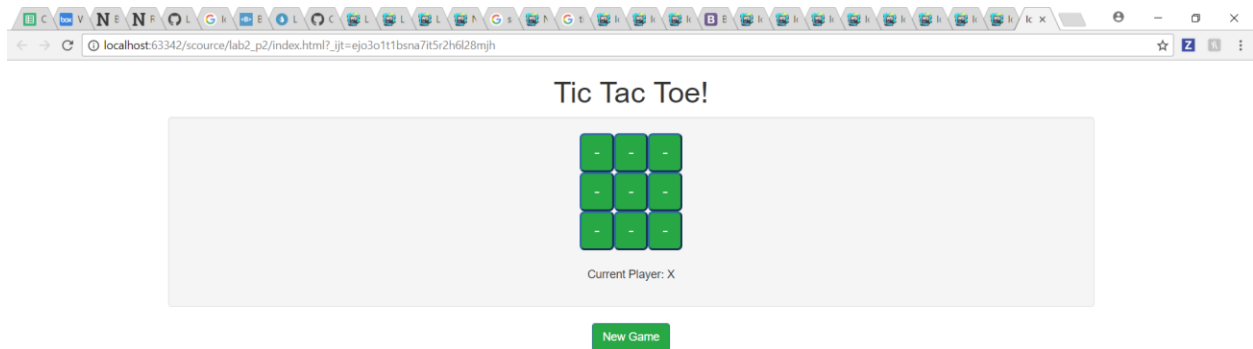 C V N E N F L G l E L C L L L N G s N G t l l l B E l l l l l l l k x
localhost:63342/scource/lab2_p2/index.html?_ijt=ejo3o1t1bsna7it5r2h6l28mjh
Z
Tic Tac Toe!
- - -
- - -
- - -
Current Player: X
New Game